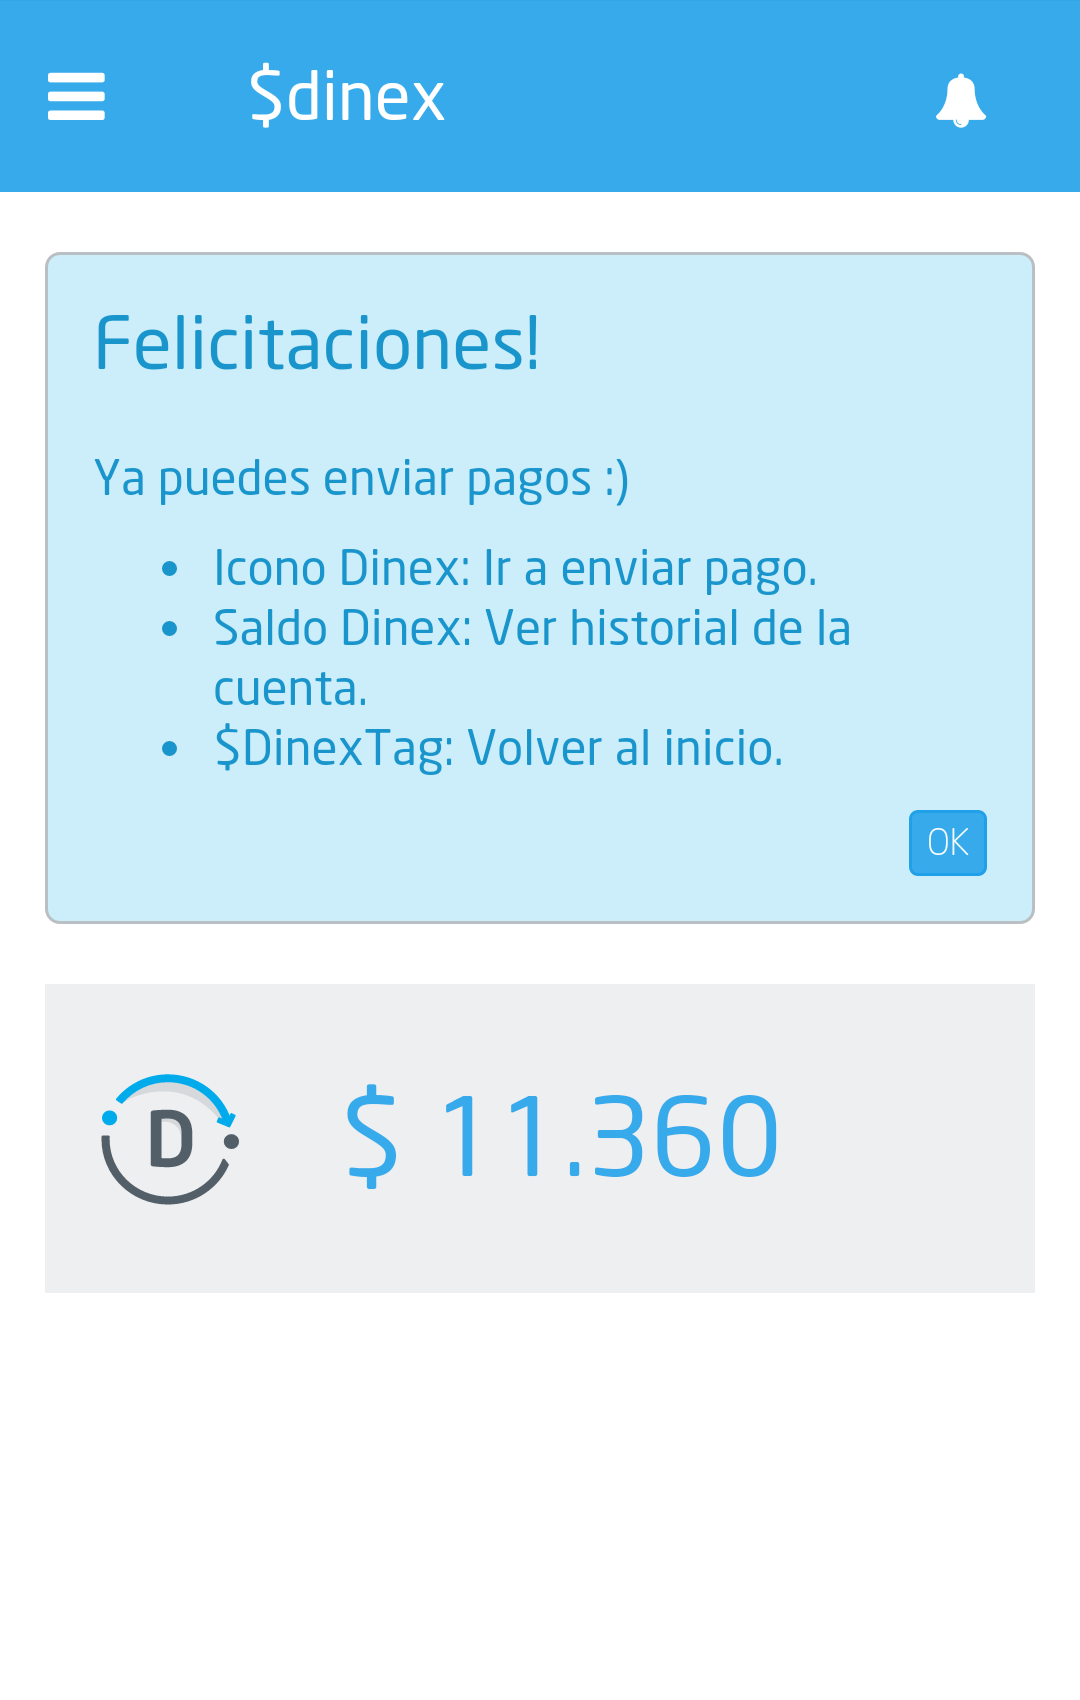 $dinex
Felicitaciones!
Ya puedes enviar pagos :)
• Icono Dinex: Ir a enviar pago.
• Saldo Dinex: Ver historial de la
cuenta.
• $DinexTag: Volver al inicio.
OK
D
$ 11.360